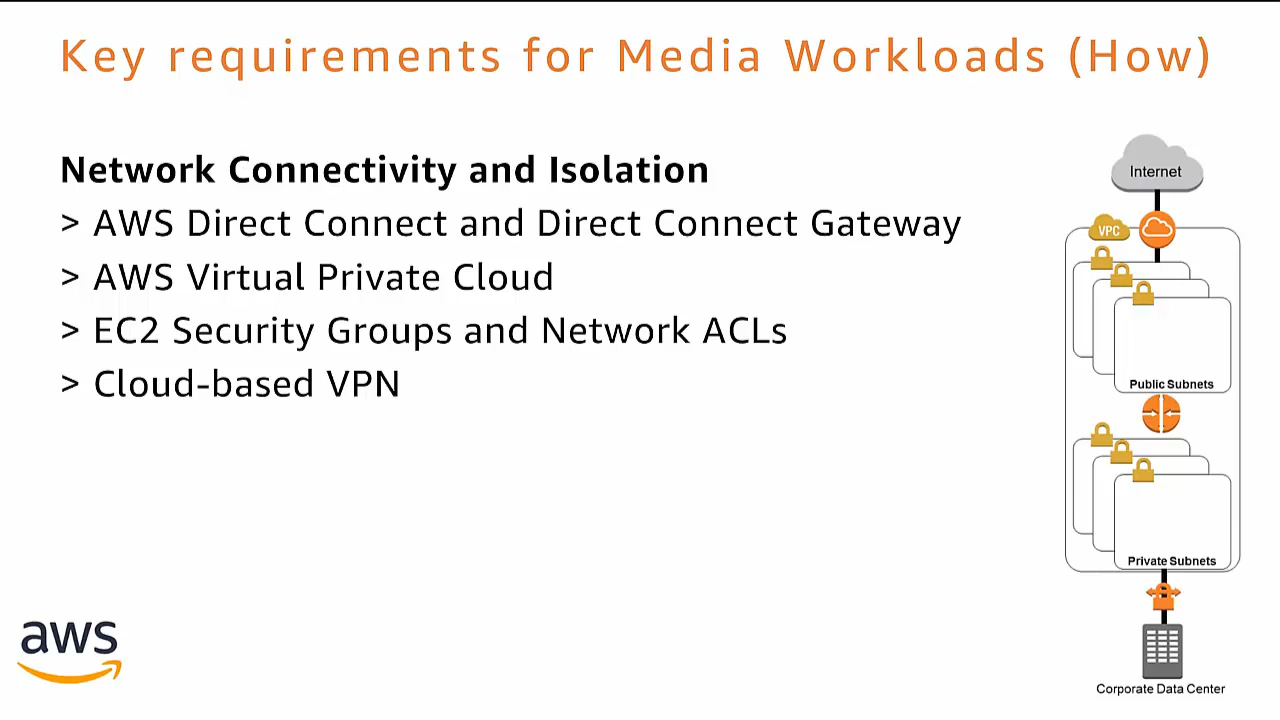 Key requirements for Media Workloads (How)
Network Connectivity and Isolation
> AWS Direct Connect and Direct Connect Gateway
> AWS Virtual Private Cloud
> EC2 Security Groups and Network ACLs
> Cloud-based VPN
Internet
VPC
Public Subnets
Private Subnets
Corporate Data Center
aws